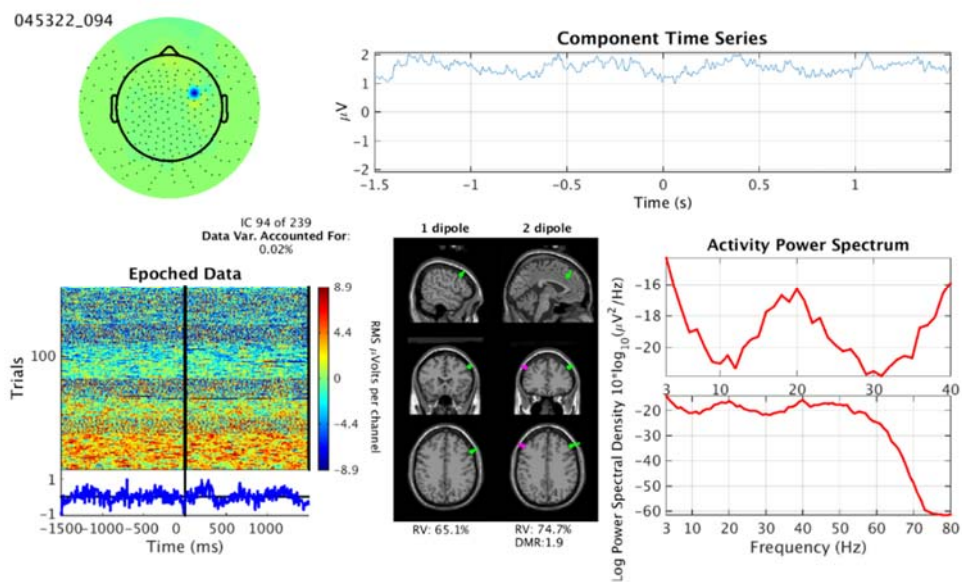 045322_094
Component Time Series
2
1
0
1
2
μV
-1.5
-1
-0.5
0
0.5
1
Time (s)
IC 94 of 239
Data Var. Accounted For:
0.02%
Epoched Data
100
Trials
8.9
4.4
0
-4.4
-8.9
RMS μVolts per channel
1
-1
-1500
-1000
-500
0
500
1000
Time (ms)
1 dipole
2 dipole
RV: 65.1%
RV: 74.7%
DMR:1.9
Activity Power Spectrum
-16
-18
-20
3
10
20
30
40
-20
-30
-40
-50
-60
3
10
20
30
40
50
60
70
80
Log Power Spectral Density 10*log10(μV2/Hz)
Frequency (Hz)